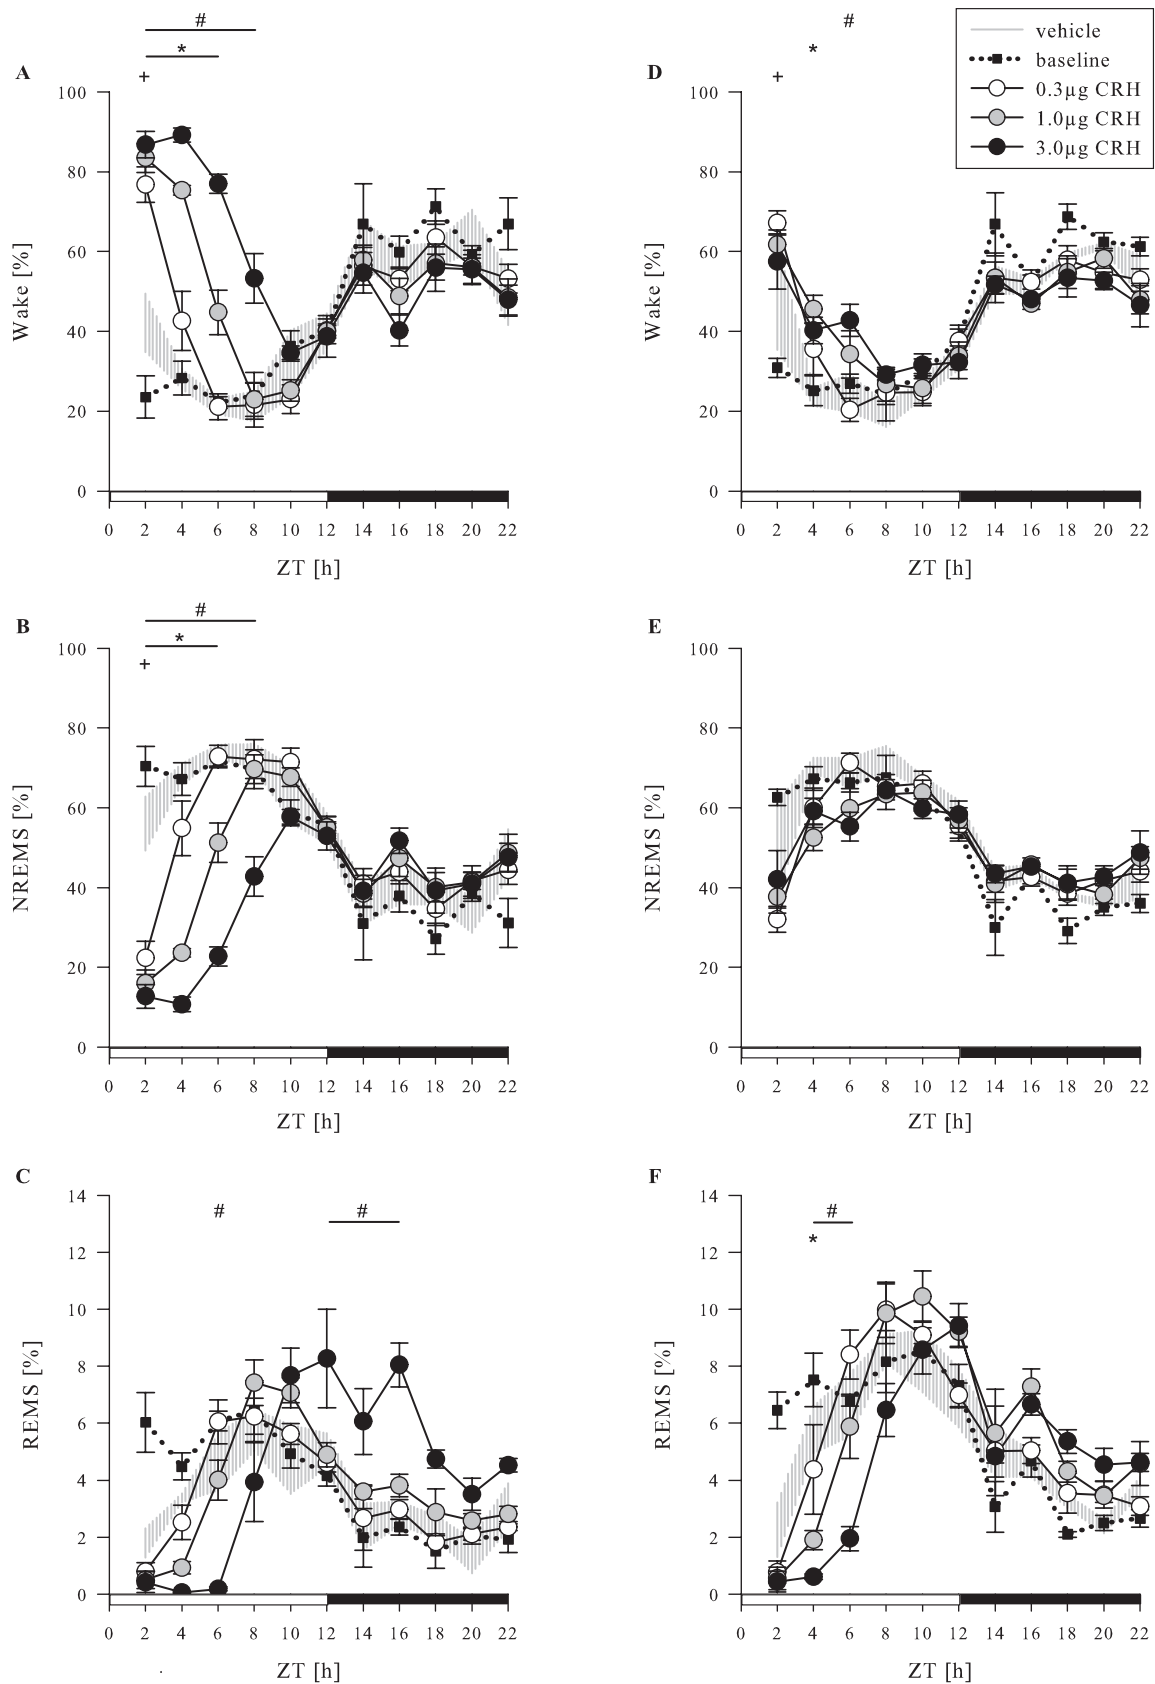 vehicle
baseline
0.3µg CRH
1.0µg CRH
3.0µg CRH
A
#
*
+
Wake [%]
100
80
60
40
20
0
0 2 4 6 8 10 12 14 16 18 20 22
ZT [h]
D
#
*
+
Wake [%]
100
80
60
40
20
0
0 2 4 6 8 10 12 14 16 18 20 22
ZT [h]
B
#
*
+
NREMS [%]
100
80
60
40
20
0
0 2 4 6 8 10 12 14 16 18 20 22
ZT [h]
E
NREMS [%]
100
80
60
40
20
0
0 2 4 6 8 10 12 14 16 18 20 22
ZT [h]
C
#
#
REMS [%]
14
12
10
8
6
4
2
0
0 2 4 6 8 10 12 14 16 18 20 22
ZT [h]
F
#
*
REMS [%]
14
12
10
8
6
4
2
0
0 2 4 6 8 10 12 14 16 18 20 22
ZT [h]